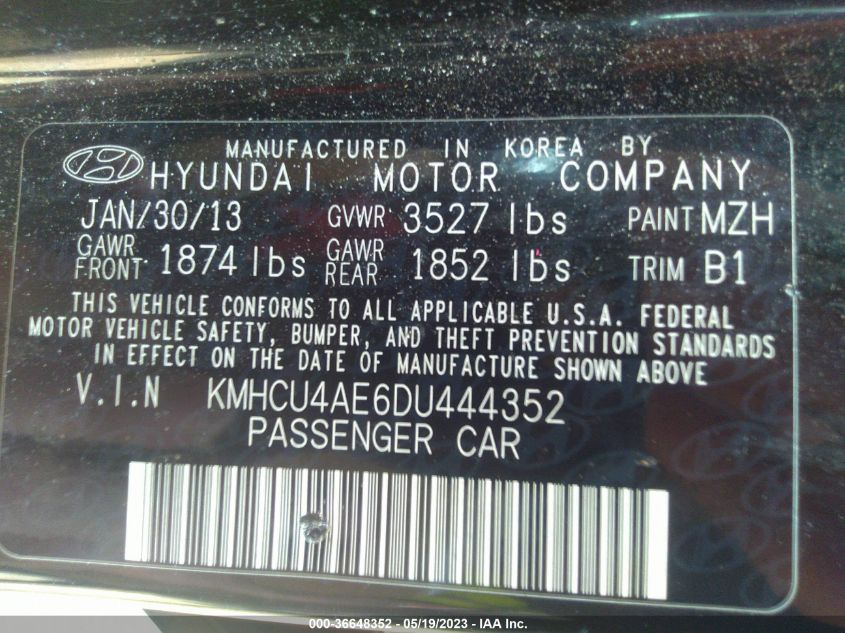 MANUFACTURED IN KOREA BY
HYUNDAI MOTOR COMPANY
JAN/30/13 GVWR 3527 lbs PAINT MZH
GAWR FRONT 1874 lbs GAWR REAR 1852 lbs TRIM B1
THIS VEHICLE CONFORMS TO ALL APPLICABLE U.S.A. FEDERAL
MOTOR VEHICLE SAFETY, BUMPER, AND THEFT PREVENTION STANDARDS
IN EFFECT ON THE DATE OF MANUFACTURE SHOWN ABOVE
V.I.N KMHCU4AE6DU444352
PASSENGER CAR
000-36648352 - 05/19/2023 - IAA Inc.